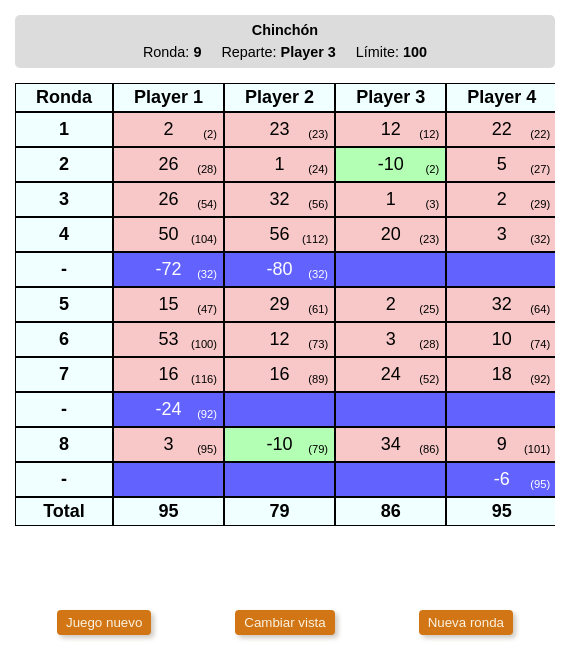 Chinchón
Ronda: 9 Reparte: Player 3 Límite: 100
Ronda Player 1 Player 2 Player 3 Player 4
1 2 (2) 23 (23) 12 (12) 22 (22)
2 26 (28) 1 (24) -10 (2) 5 (27)
3 26 (54) 32 (56) 1 (3) 2 (29)
4 50 (104) 56 (112) 20 (23) 3 (32)
- -72 (32) -80 (32)
5 15 (47) 29 (61) 2 (25) 32 (64)
6 53 (100) 12 (73) 3 (28) 10 (74)
7 16 (116) 16 (89) 24 (52) 18 (92)
- -24 (92)
8 3 (95) -10 (79) 34 (86) 9 (101)
- -6 (95)
Total 95 79 86 95
Juego nuevo Cambiar vista Nueva ronda